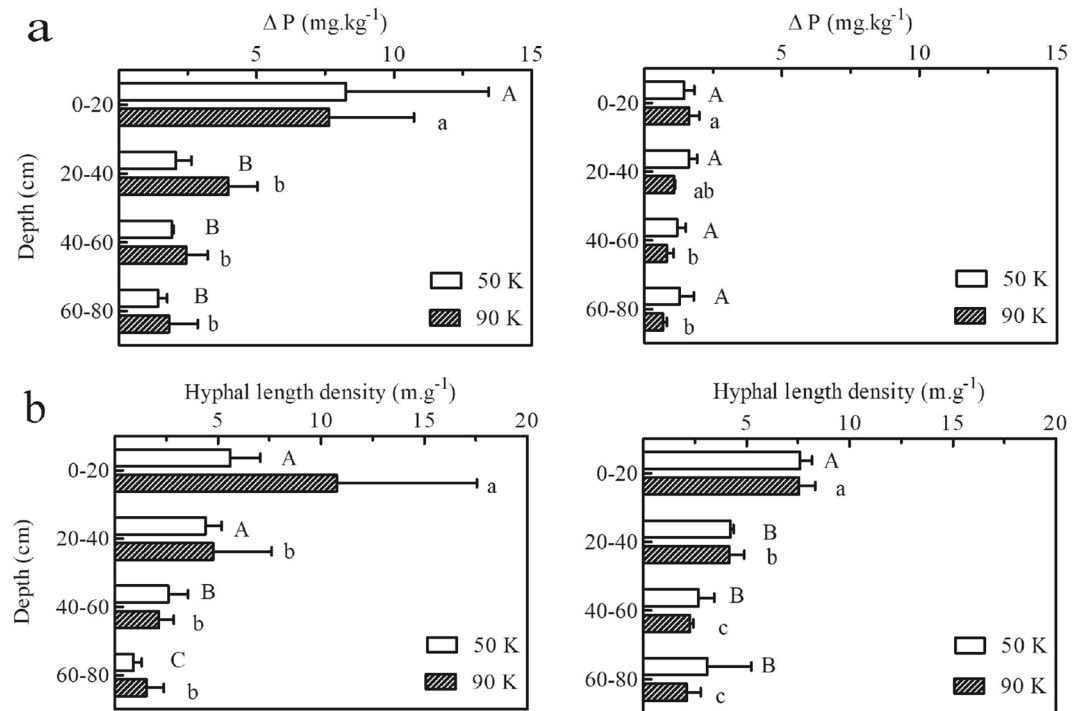 a
Δ P (mg.kg-1)
5 10 15
Depth (cm)
0-20
A
a
20-40
B
b
40-60
B
b
60-80
B
b
50 K
90 K
Δ P (mg.kg-1)
5 10 15
0-20
A
a
20-40
A
ab
40-60
A
b
60-80
A
b
50 K
90 K
b
Hyphal length density (m.g-1)
5 10 15 20
Depth (cm)
0-20
A
a
20-40
A
b
40-60
B
b
60-80
C
b
50 K
90 K
Hyphal length density (m.g-1)
5 10 15 20
0-20
A
a
20-40
B
b
40-60
B
c
60-80
B
c
50 K
90 K